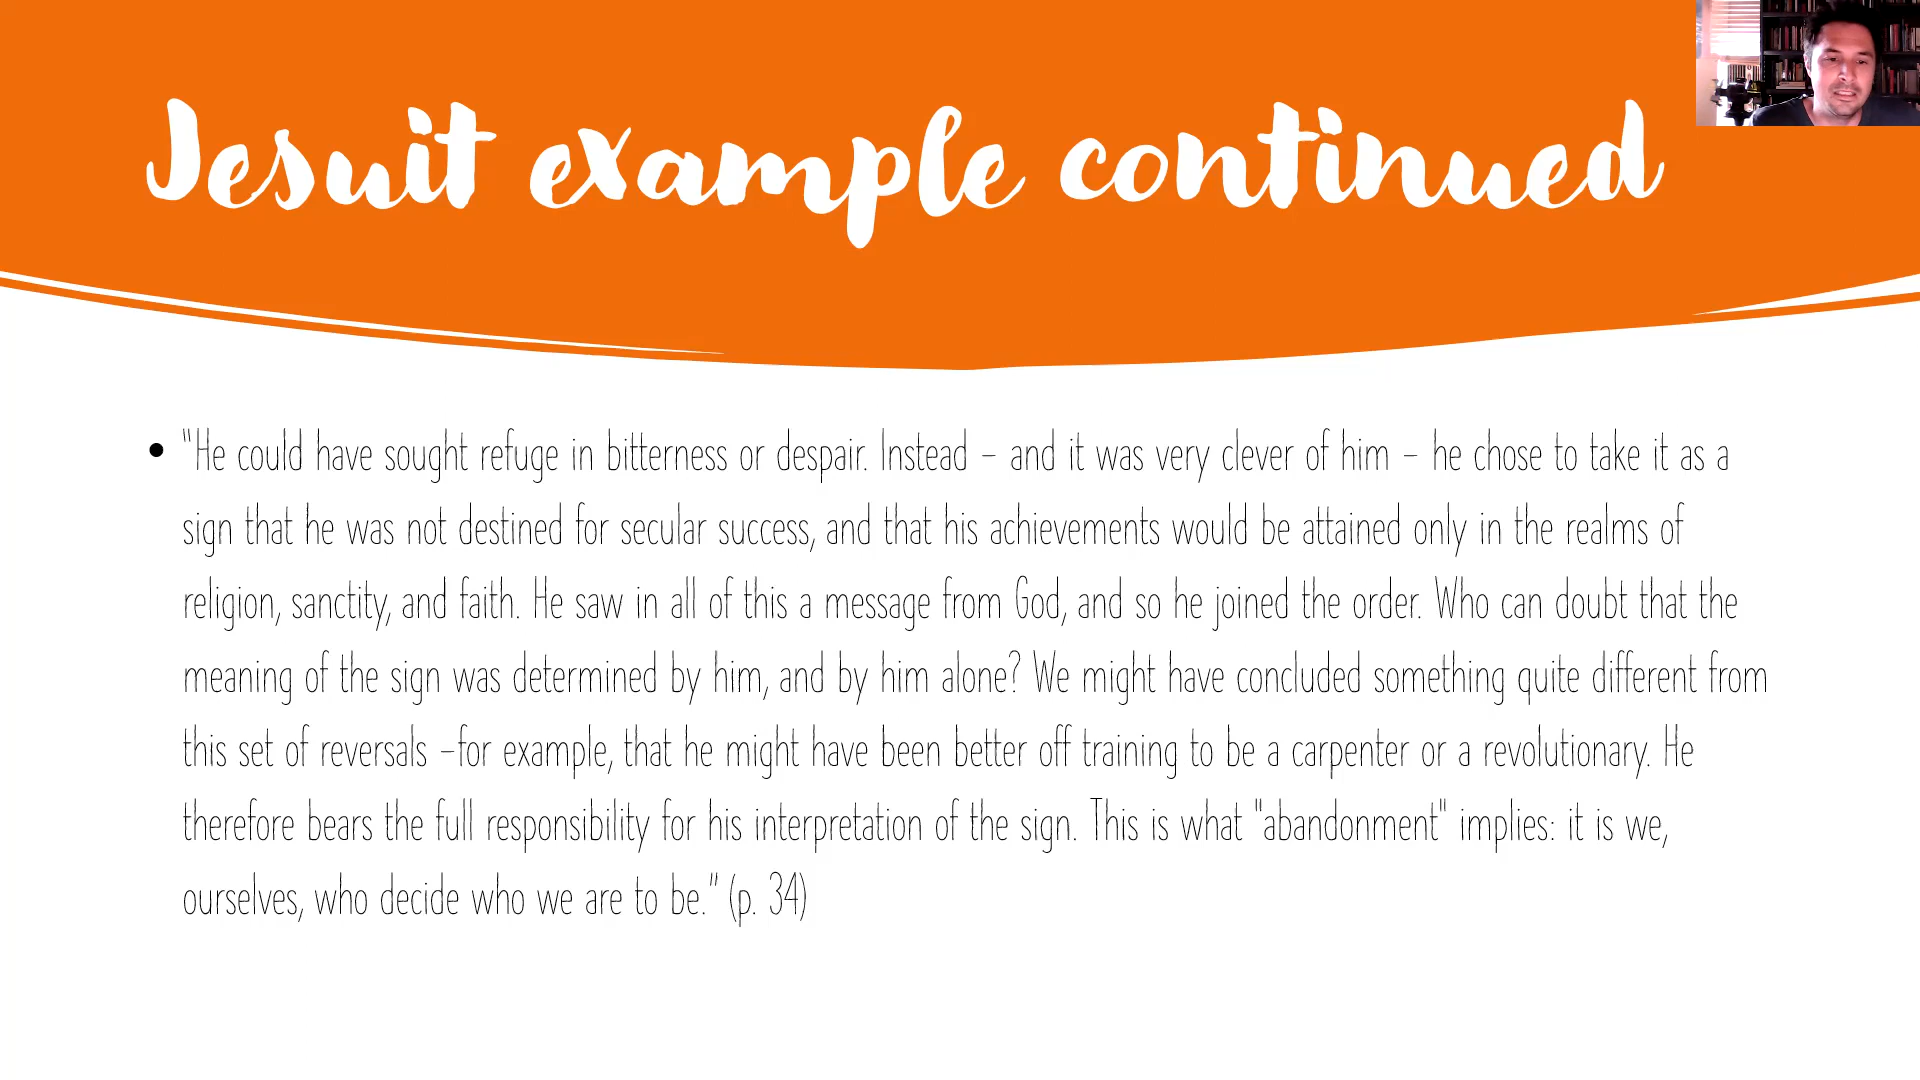 Jesuit example continued
• "He could have sought refuge in bitterness or despair. Instead – and it was very clever of him – he chose to take it as a
sign that he was not destined for secular success, and that his achievements would be attained only in the realms of
religion, sanctity, and faith. He saw in all of this a message from God, and so he joined the order. Who can doubt that the
meaning of the sign was determined by him, and by him alone? We might have concluded something quite different from
this set of reversals –for example, that he might have been better off training to be a carpenter or a revolutionary. He
therefore bears the full responsibility for his interpretation of the sign. This is what "abandonment" implies: it is we,
ourselves, who decide who we are to be." (p. 34)